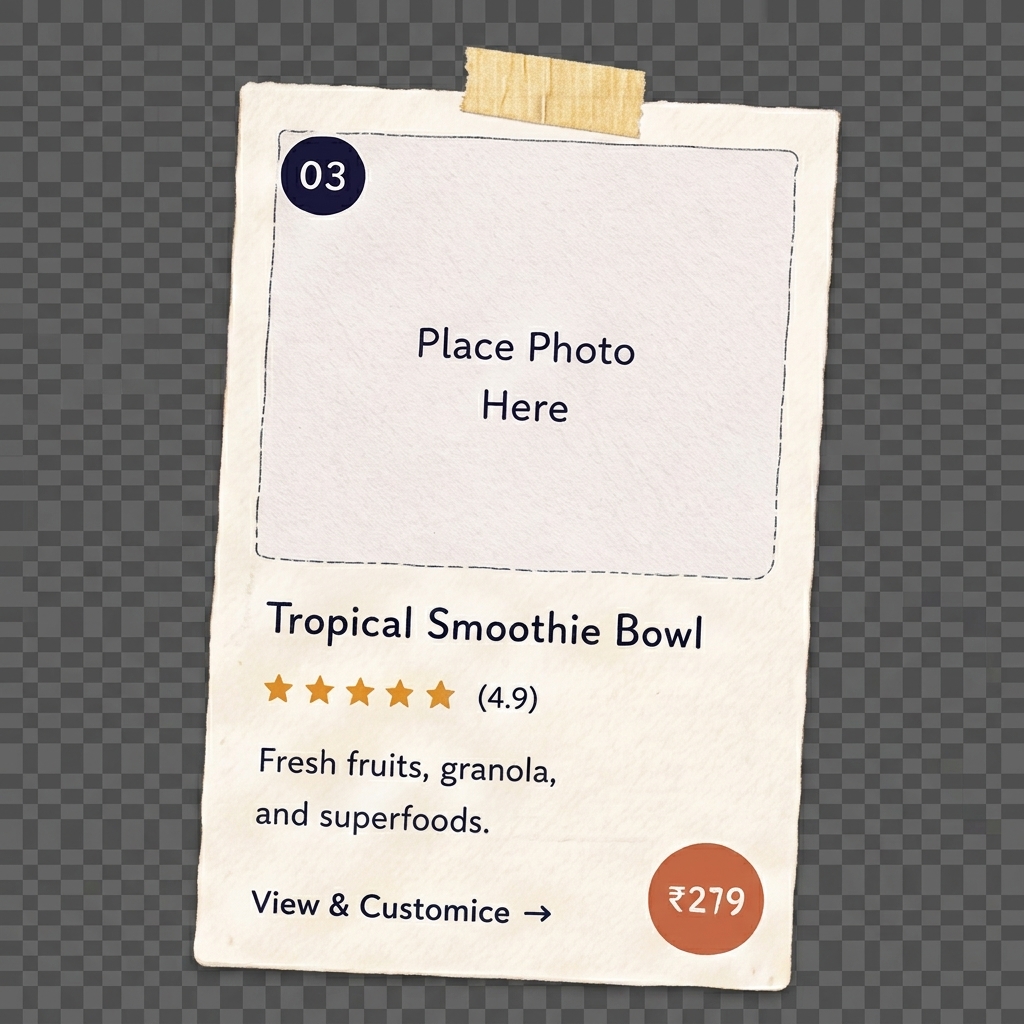 03
Place Photo
Here
Tropical Smoothie Bowl
(4.9)
Fresh fruits, granola,
and superfoods.
View & Customice →
₹279